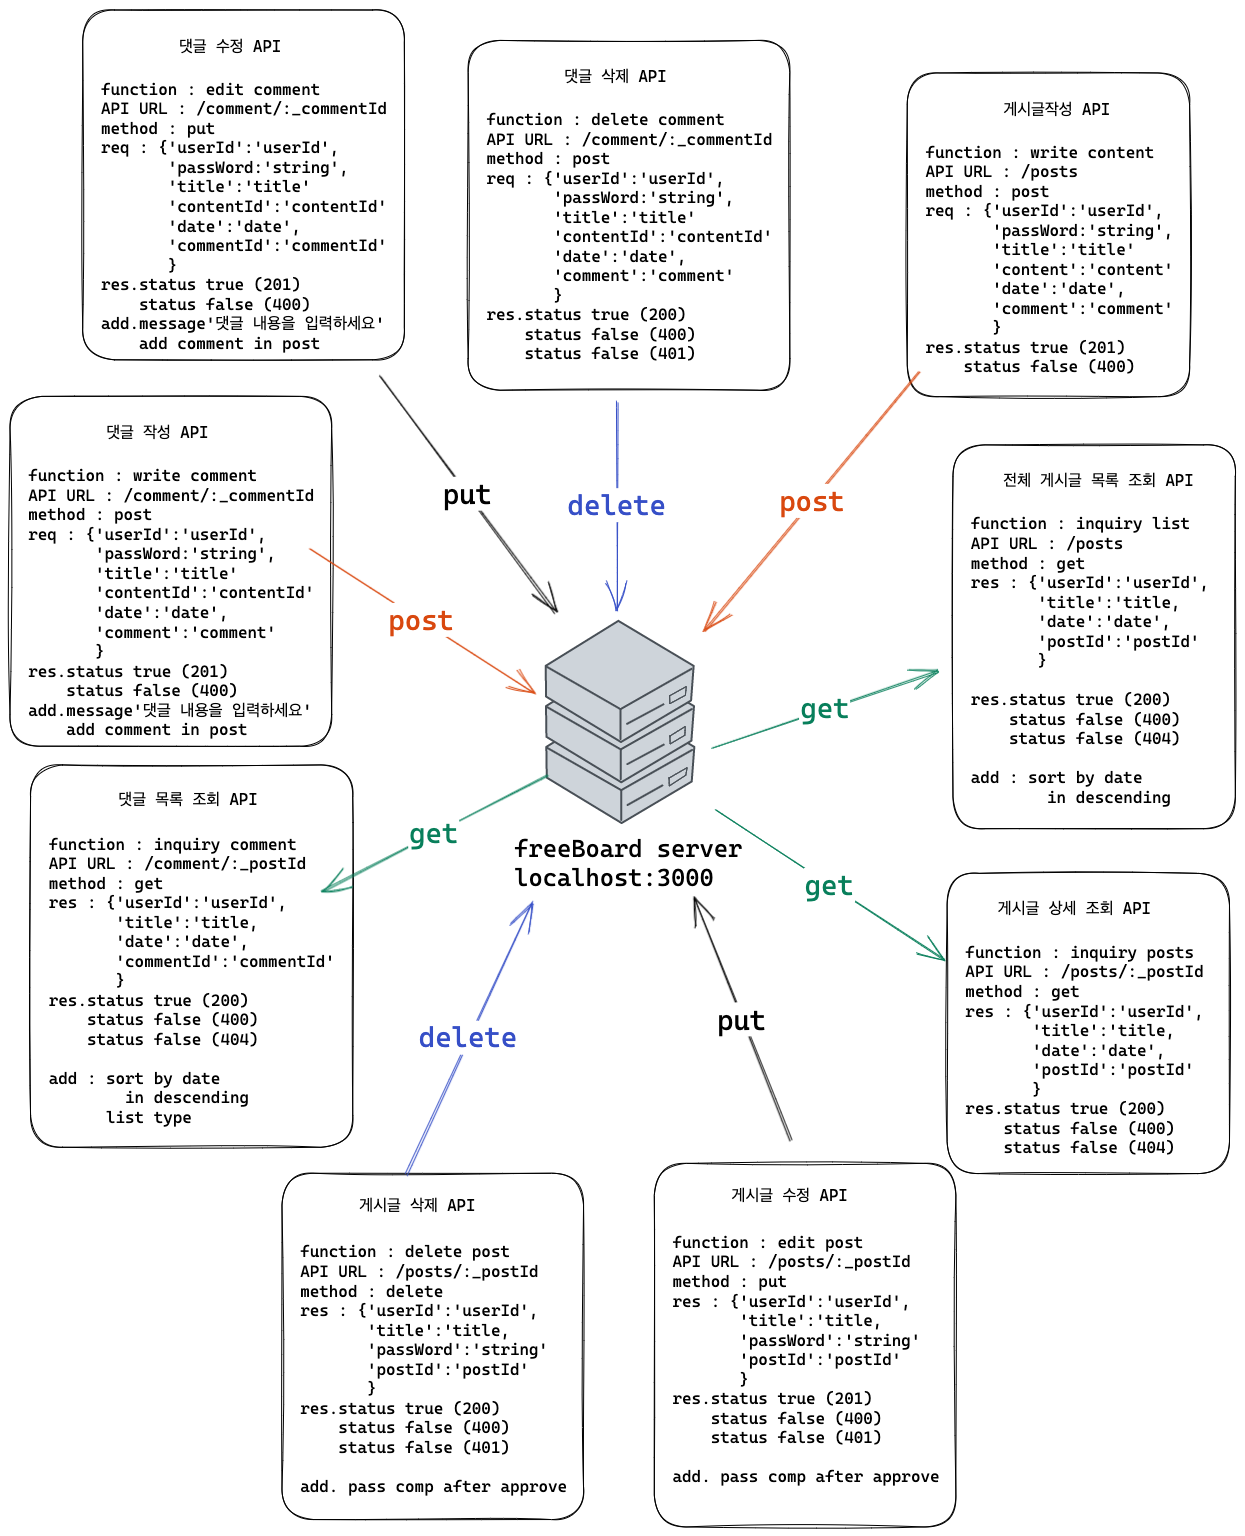 댓글 수정 API
function : edit comment
API URL : /comment/:_commentId
method : put
req : {'userId':'userId',
'passWord':'string',
'title':'title'
'contentId':'contentId'
'date':'date',
'commentId':'commentId'
}
res.status true (201)
status false (400)
add.message'댓글 내용을 입력하세요'
add comment in post
댓글 삭제 API
function : delete comment
API URL : /comment/:_commentId
method : post
req : {'userId':'userId',
'passWord:'string',
'title':'title'
'contentId':'contentId'
'date':'date',
'comment':'comment'
}
res.status true (200)
status false (400)
status false (401)
게시글작성 API
function : write content
API URL : /posts
method : post
req : {'userId':'userId',
'passWord:'string',
'title':'title'
'content':'content'
'date':'date',
'comment':'comment'
}
res.status true (201)
status false (400)
댓글 작성 API
function : write comment
API URL : /comment/:_commentId
method : post
req : {'userId':'userId',
'passWord:'string',
'title':'title'
'contentId':'contentId'
'date':'date',
'comment':'comment'
}
res.status true (201)
status false (400)
add.message'댓글 내용을 입력하세요'
add comment in post
put
delete
post
post
전체 게시글 목록 조회 API
function : inquiry list
API URL : /posts
method : get
res : {'userId':'userId',
'title':'title,
'date':'date',
'postId':'postId'
}
res.status true (200)
status false (400)
status false (404)
add : sort by date
in descending
get
get
freeBoard server
localhost:3000
get
댓글 목록 조회 API
function : inquiry comment
API URL : /comment/:_postId
method : get
res : {'userId':'userId',
'title':'title,
'date':'date',
'commentId':'commentId'
}
res.status true (200)
status false (400)
status false (404)
add : sort by date
in descending
list type
게시글 상세 조회 API
function : inquiry posts
API URL : /posts/:_postId
method : get
res : {'userId':'userId',
'title':'title,
'date':'date',
'postId':'postId'
}
res.status true (200)
status false (400)
status false (404)
delete
put
게시글 삭제 API
function : delete post
API URL : /posts/:_postId
method : delete
res : {'userId':'userId',
'title':'title,
'passWord':'string'
'postId':'postId'
}
res.status true (200)
status false (400)
status false (401)
add. pass comp after approve
게시글 수정 API
function : edit post
API URL : /posts/:_postId
method : put
res : {'userId':'userId',
'title':'title,
'passWord':'string'
'postId':'postId'
}
res.status true (201)
status false (400)
status false (401)
add. pass comp after approve